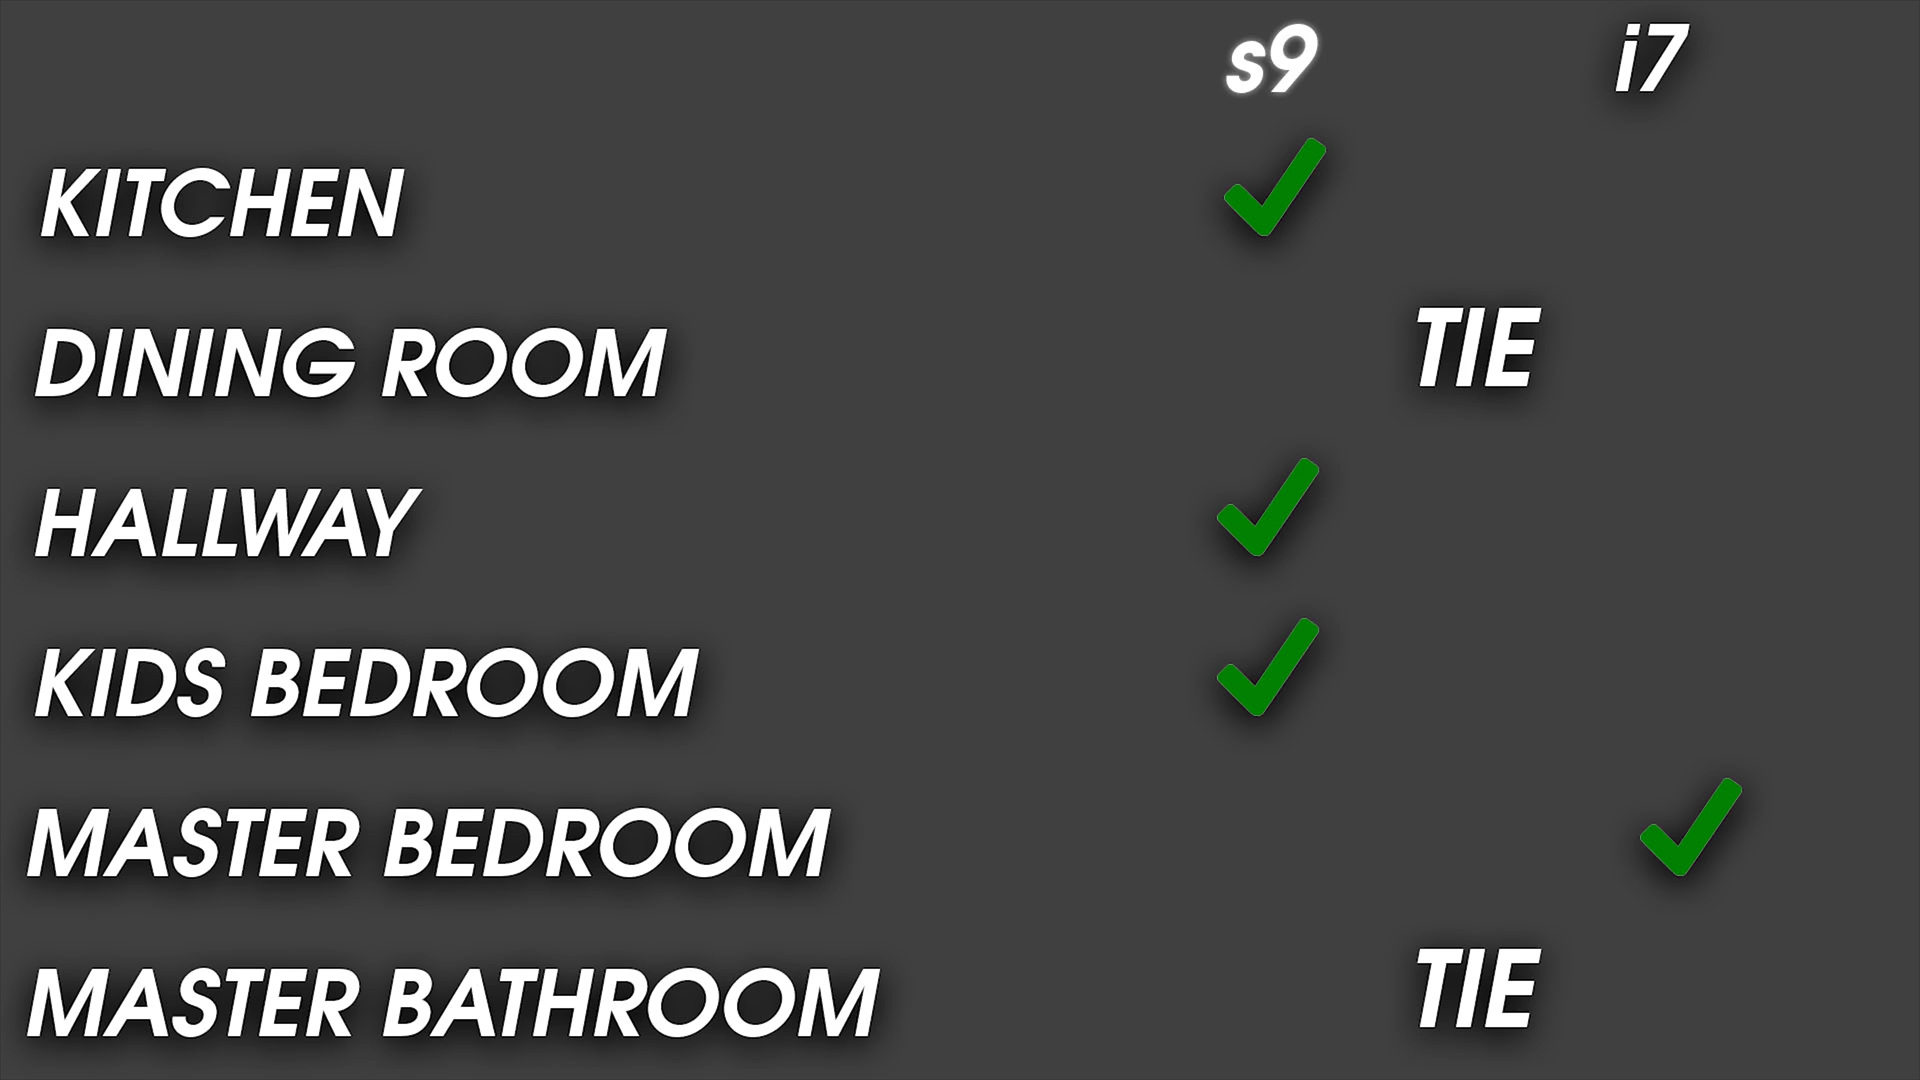 s9 i7
KITCHEN
DINING ROOM TIE
HALLWAY
KIDS BEDROOM
MASTER BEDROOM
MASTER BATHROOM TIE